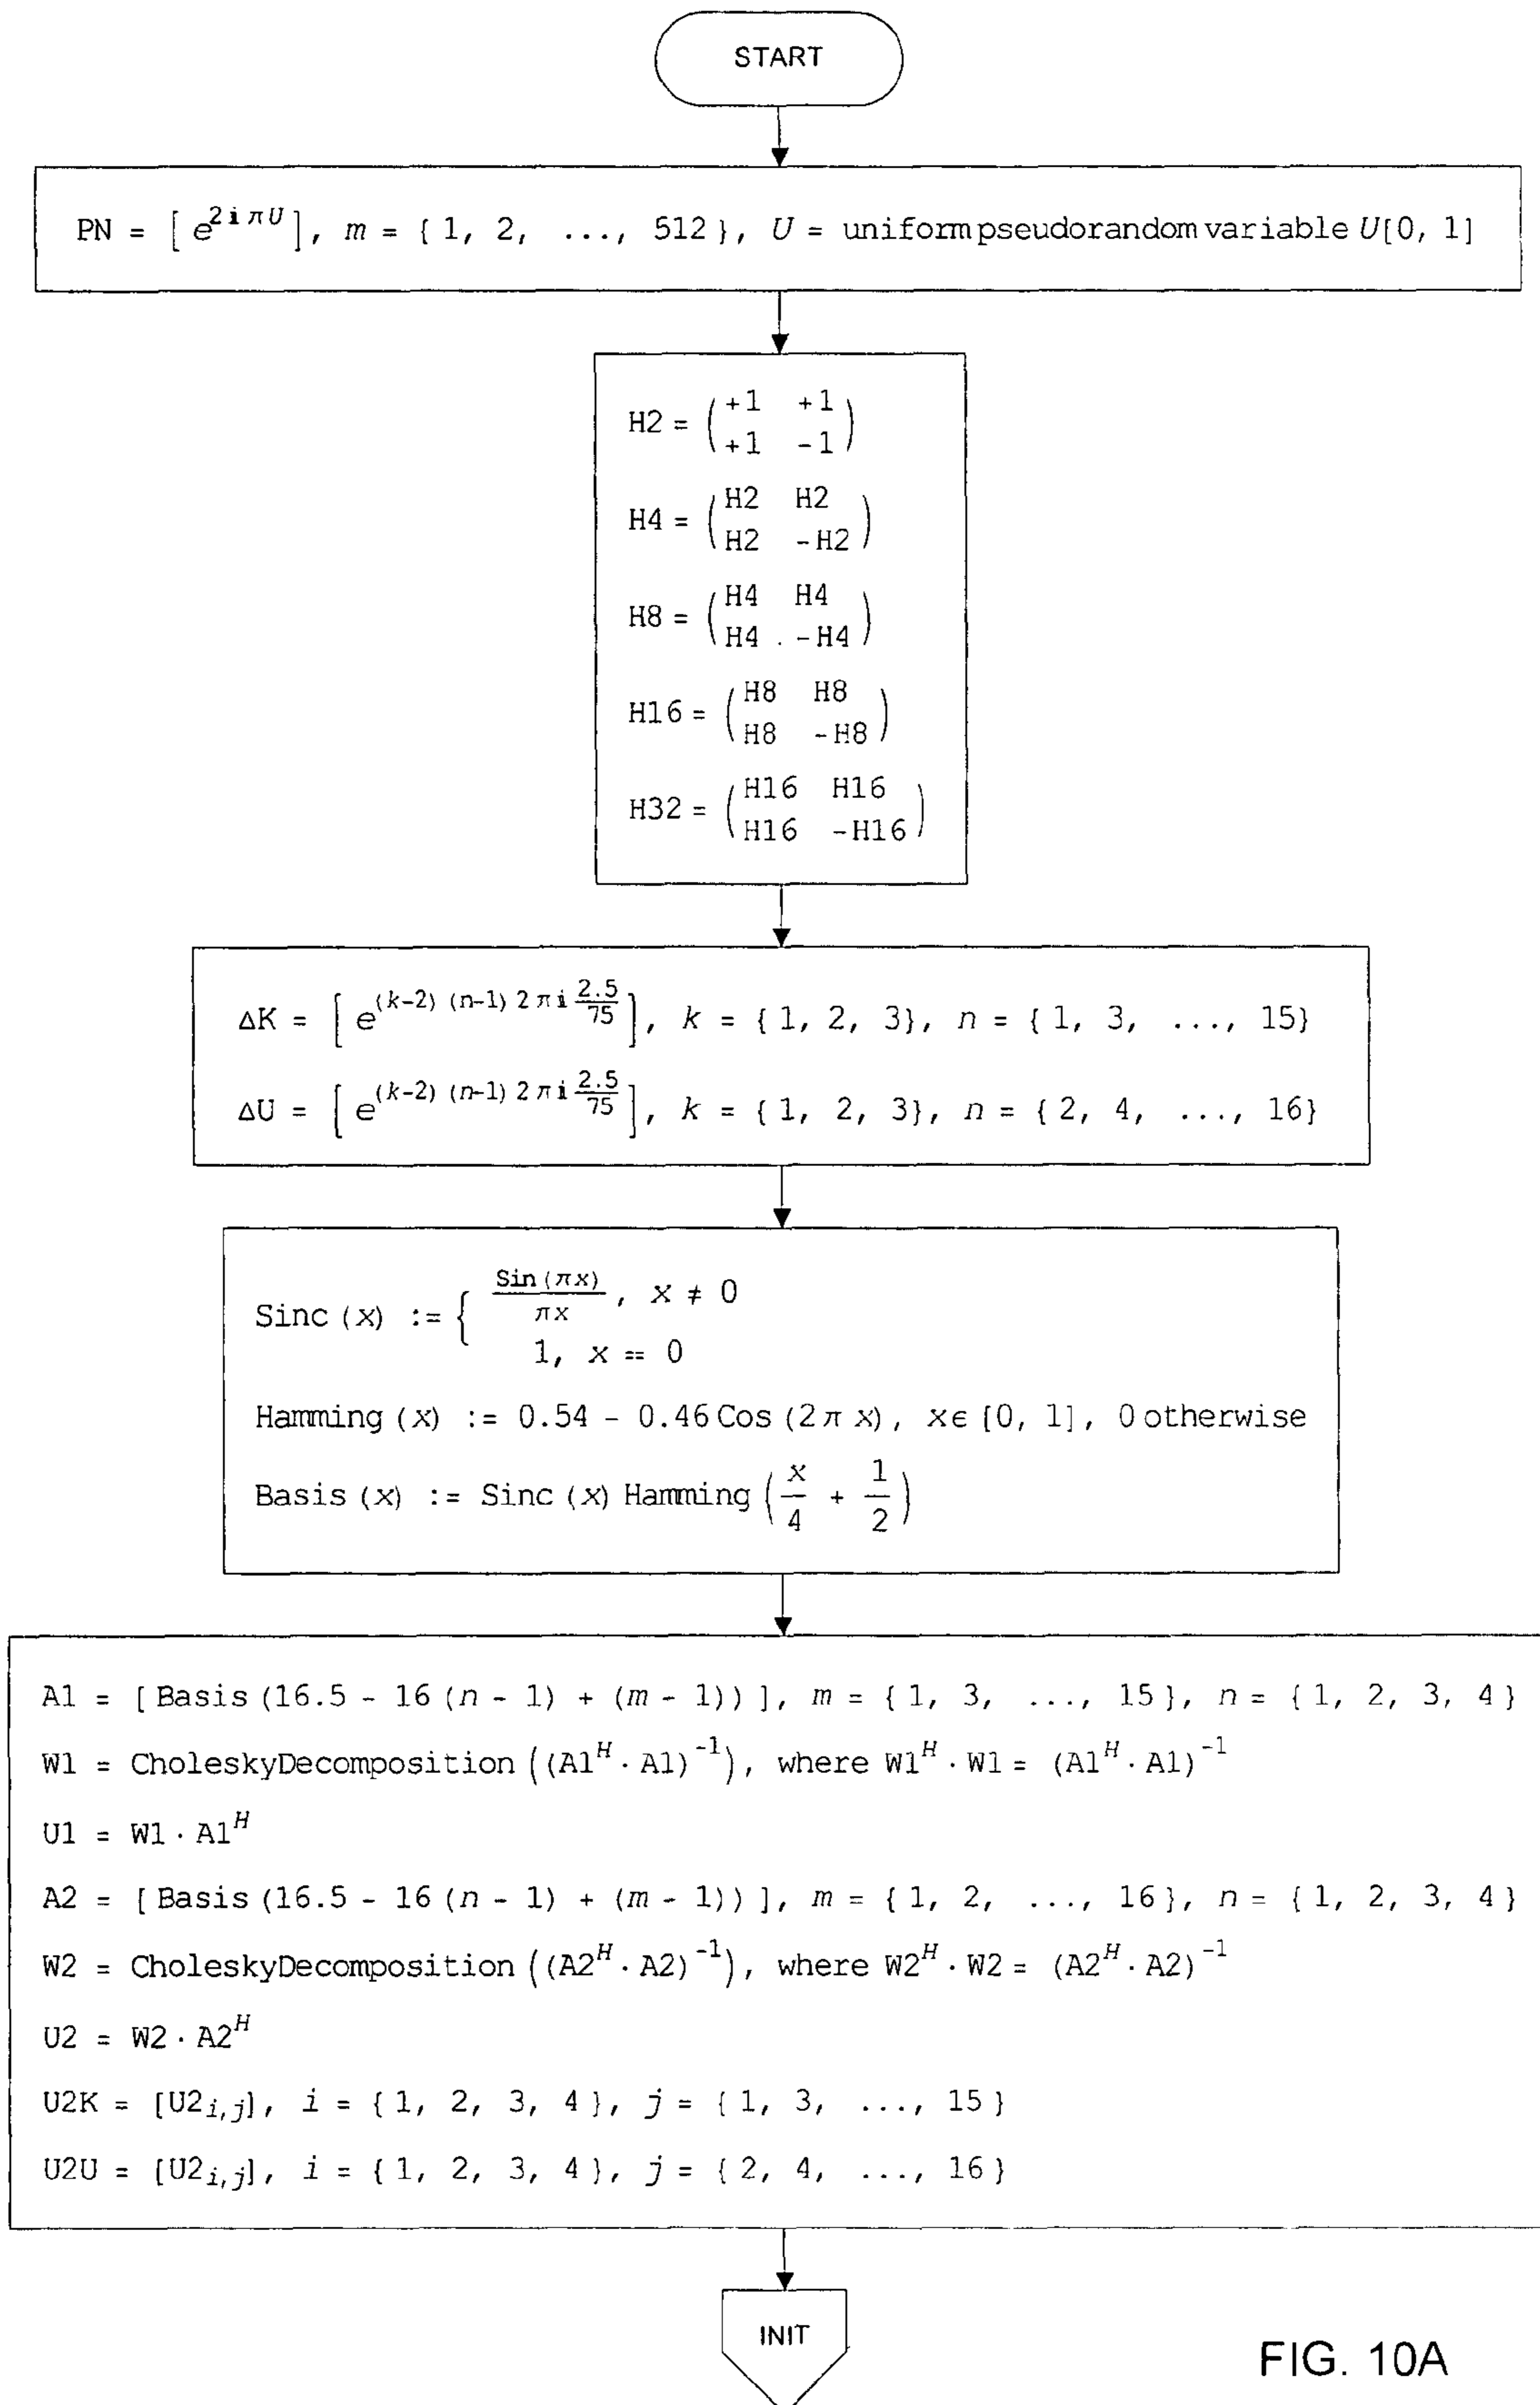 START
PN = [e^{2iπU}], m = {1, 2, ..., 512}, U = uniform pseudorandom variable U[0, 1]
H2 = (+1 +1
+1 -1)
H4 = (H2 H2
H2 -H2)
H8 = (H4 H4
H4 -H4)
H16 = (H8 H8
H8 -H8)
H32 = (H16 H16
H16 -H16)
ΔK = [e^{(k-2) (n-1) 2πi 2.5/75}], k = {1, 2, 3}, n = {1, 3, ..., 15}
ΔU = [e^{(k-2) (n-1) 2πi 2.5/75}], k = {1, 2, 3}, n = {2, 4, ..., 16}
Sinc (x) := { Sin (πx)/πx, x ≠ 0
1, x = 0
Hamming (x) := 0.54 - 0.46 Cos (2π x), x∈[0, 1], 0 otherwise
Basis (x) := Sinc (x) Hamming (x/4 + 1/2)
A1 = [Basis (16.5 - 16 (n - 1) + (m - 1))], m = {1, 3, ..., 15}, n = {1, 2, 3, 4}
W1 = CholeskyDecomposition ((A1^H · A1)^{-1}), where W1^H · W1 = (A1^H · A1)^{-1}
U1 = W1 · A1^H
A2 = [Basis (16.5 - 16 (n - 1) + (m - 1))], m = {1, 2, ..., 16}, n = {1, 2, 3, 4}
W2 = CholeskyDecomposition ((A2^H · A2)^{-1}), where W2^H · W2 = (A2^H · A2)^{-1}
U2 = W2 · A2^H
U2K = [U2_{i,j}], i = {1, 2, 3, 4}, j = {1, 3, ..., 15}
U2U = [U2_{i,j}], i = {1, 2, 3, 4}, j = {2, 4, ..., 16}
INIT
FIG. 10A